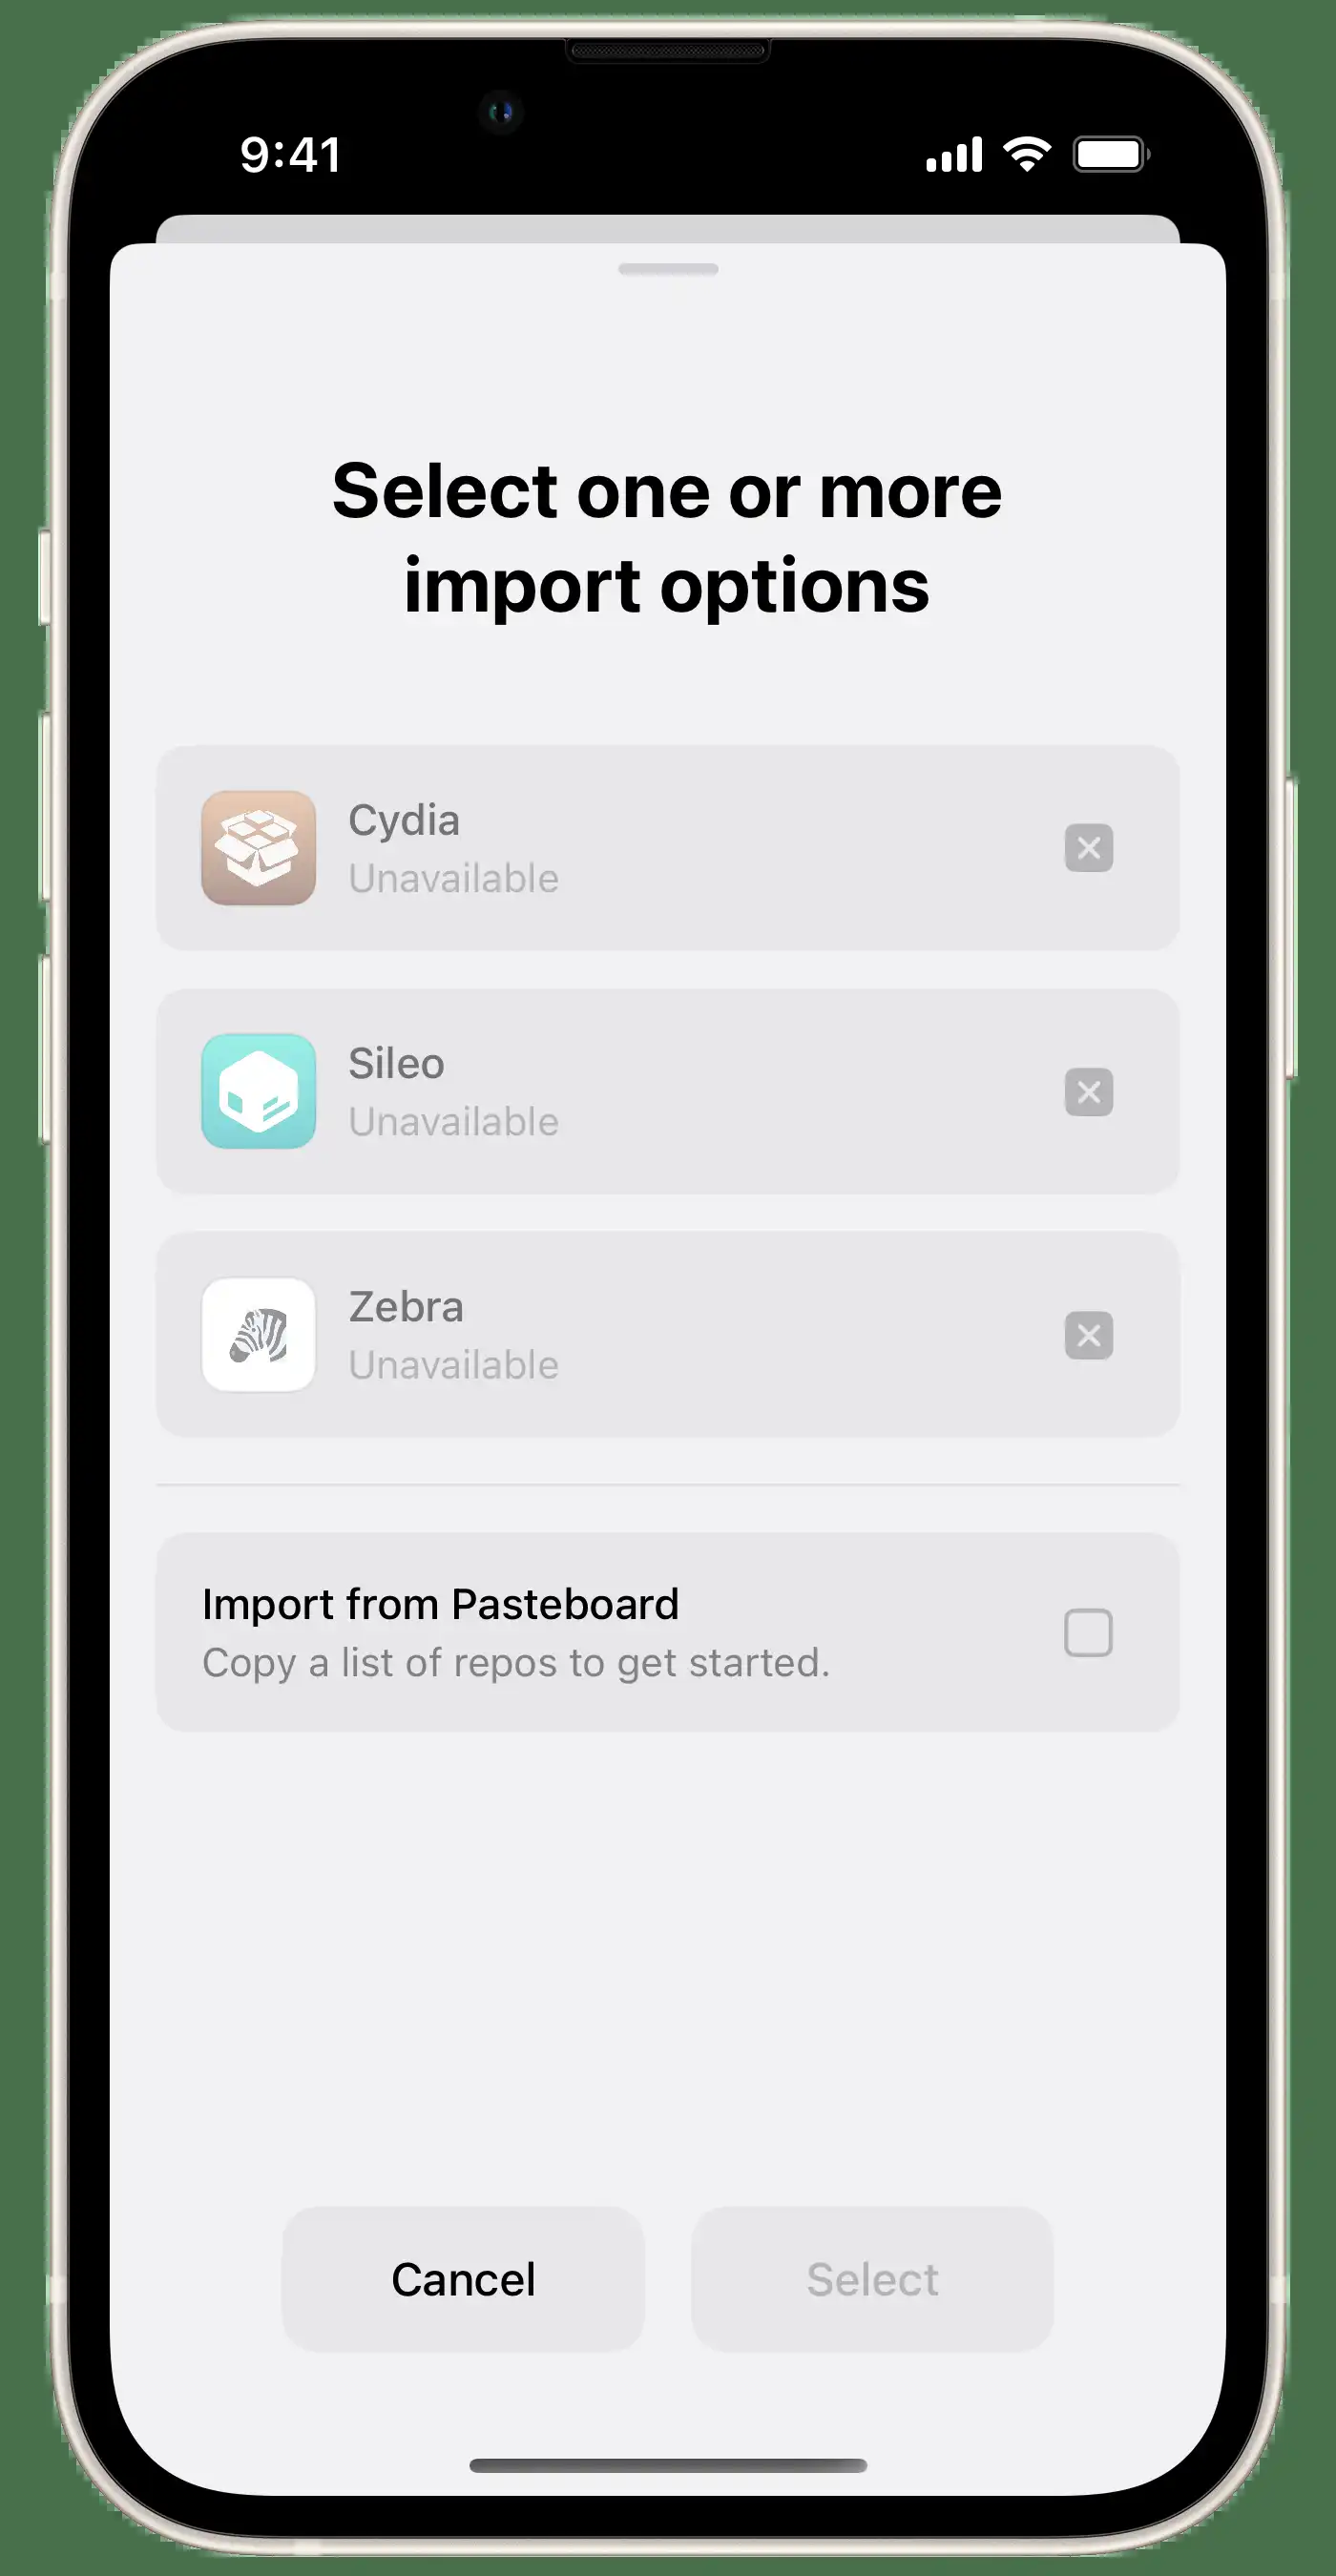 9:41
Select one or more
import options
Cydia
Unavailable
Sileo
Unavailable
Zebra
Unavailable
Import from Pasteboard
Copy a list of repos to get started.
Cancel
Select